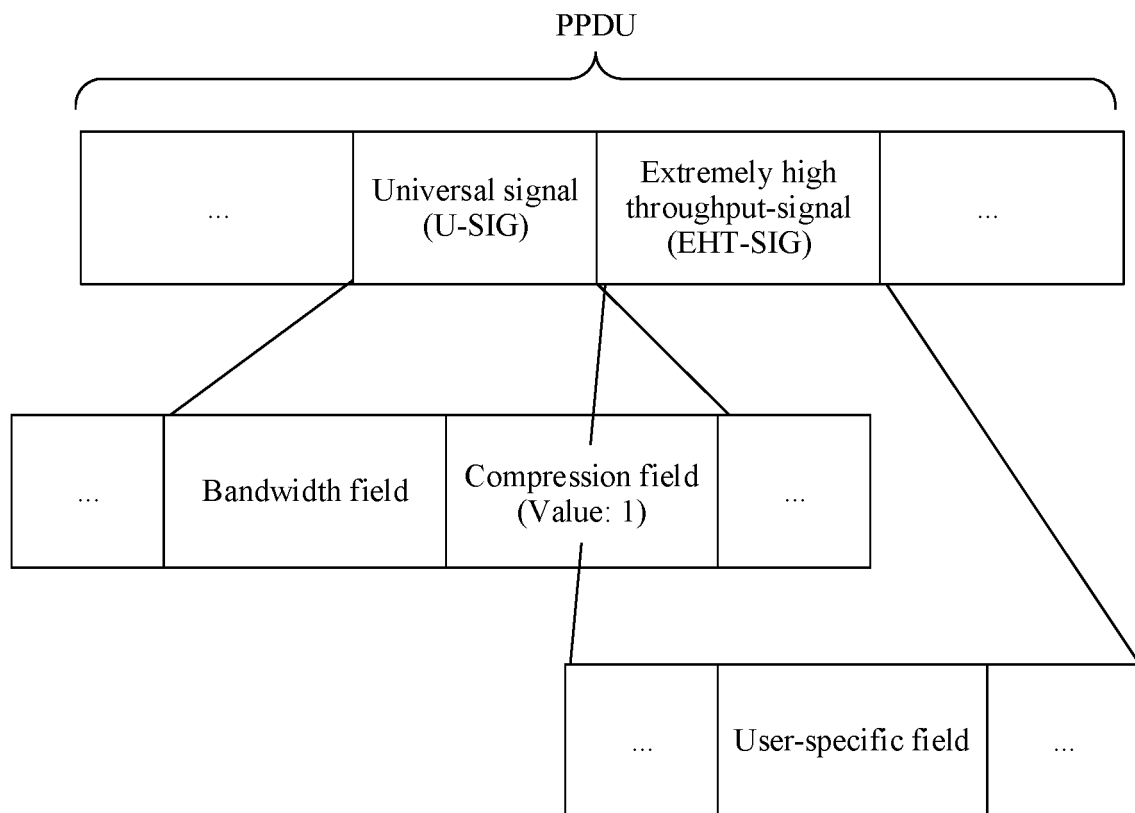 PPDU
...
Universal signal
(U-SIG)
Extremely high
throughput-signal
(EHT-SIG)
...
...
Bandwidth field
Compression field
(Value: 1)
...
...
User-specific field
...